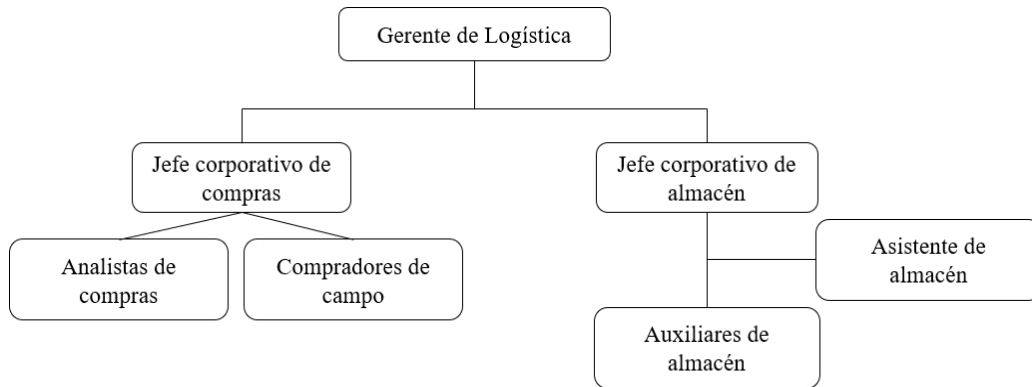 Gerente de Logística
Jefe corporativo de
compras
Jefe corporativo de
almacén
Analistas de
compras
Compradores de
campo
Asistente de
almacén
Auxiliares de
almacén